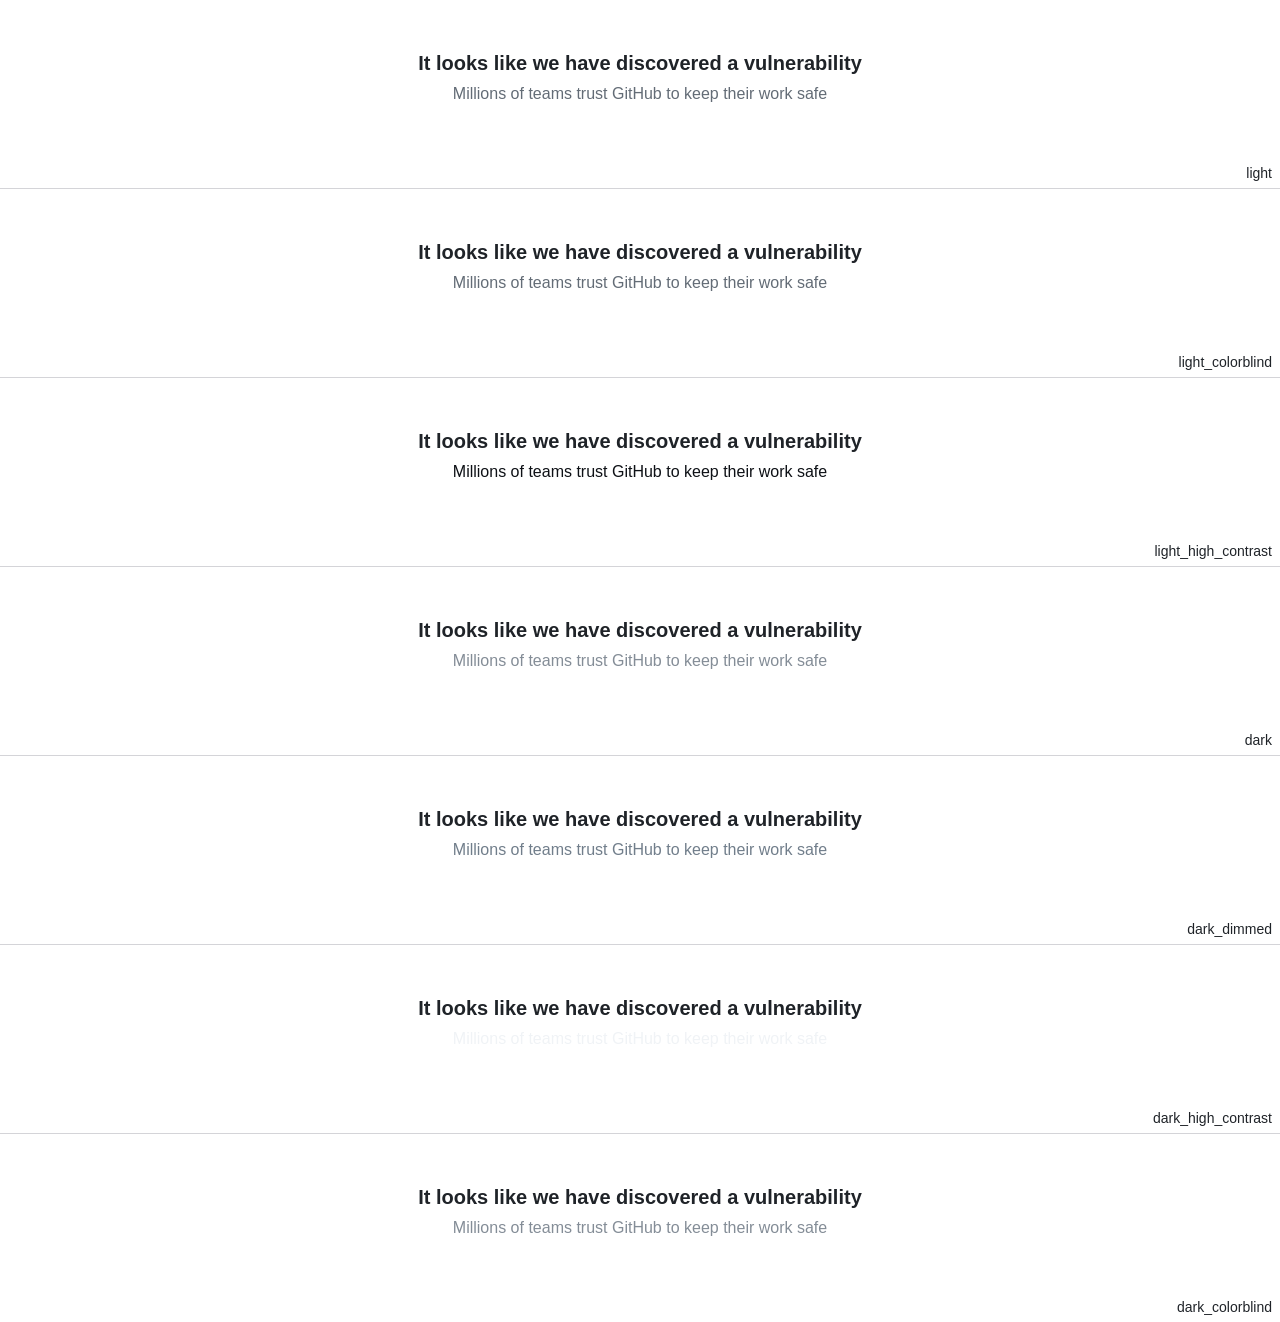 It looks like we have discovered a vulnerability
Millions of teams trust GitHub to keep their work safe
light
It looks like we have discovered a vulnerability
Millions of teams trust GitHub to keep their work safe
light_colorblind
It looks like we have discovered a vulnerability
Millions of teams trust GitHub to keep their work safe
light_high_contrast
It looks like we have discovered a vulnerability
Millions of teams trust GitHub to keep their work safe
dark
It looks like we have discovered a vulnerability
Millions of teams trust GitHub to keep their work safe
dark_dimmed
It looks like we have discovered a vulnerability
Millions of teams trust GitHub to keep their work safe
dark_high_contrast
It looks like we have discovered a vulnerability
Millions of teams trust GitHub to keep their work safe
dark_colorblind